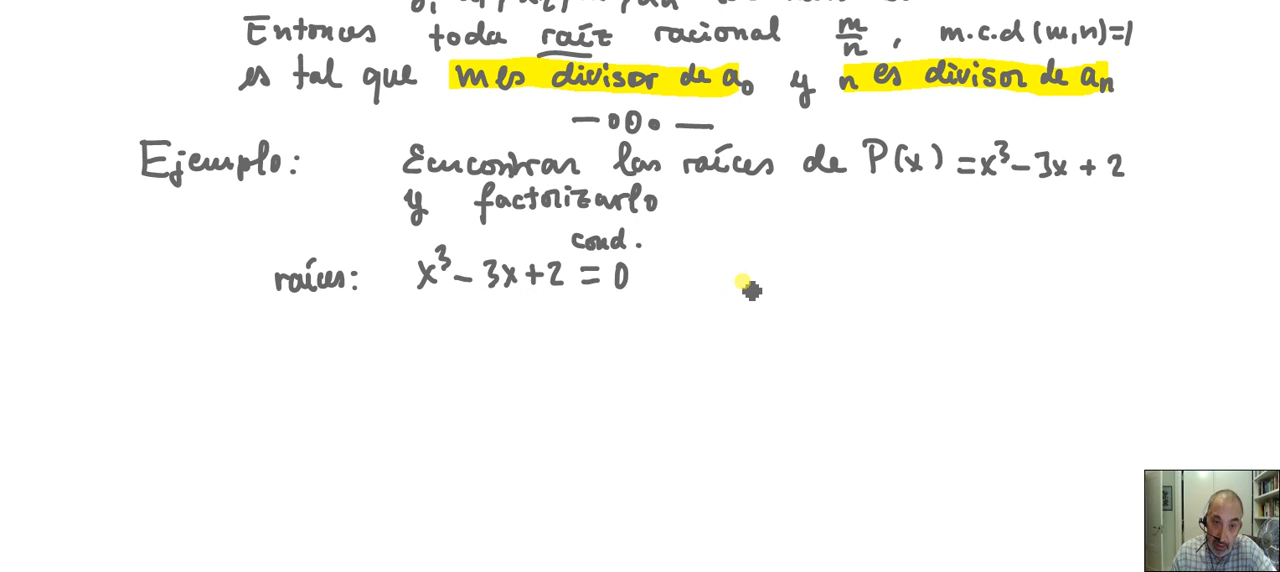 Entonces toda raíz racional m/n, m.c.d(m,n)=1
es tal que m es divisor de a₀ y n es divisor de aₙ
Ejemplo: Encontrar las raíces de P(x)=x³-3x+2
y factorizarlo
cond.
raíces: x³-3x+2=0